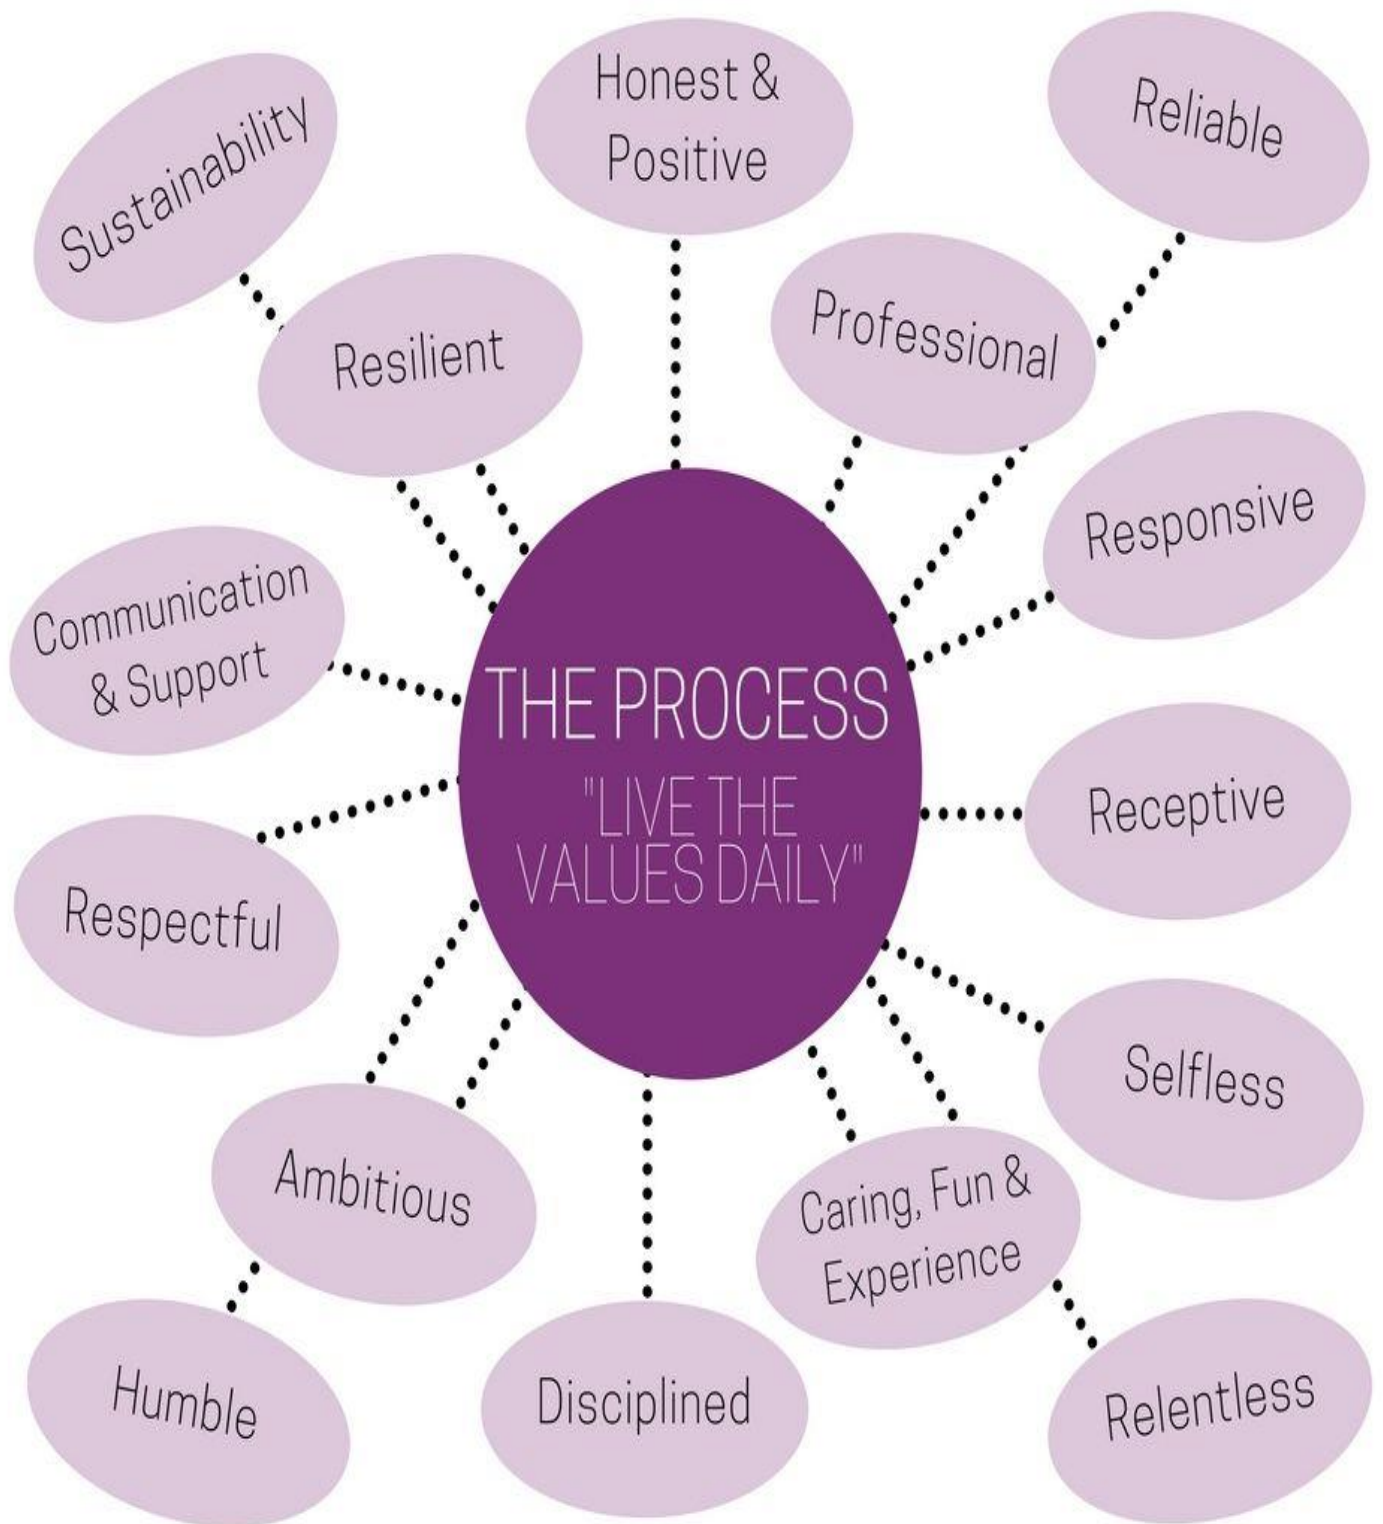 Honest &
Positive
Reliable
Sustainability
Professional
Resilient
Responsive
Communication
& Support
THE PROCESS
"LIVE THE
VALUES DAILY"
Receptive
Respectful
Selfless
Ambitious
Caring, Fun &
Experience
Humble
Disciplined
Relentless